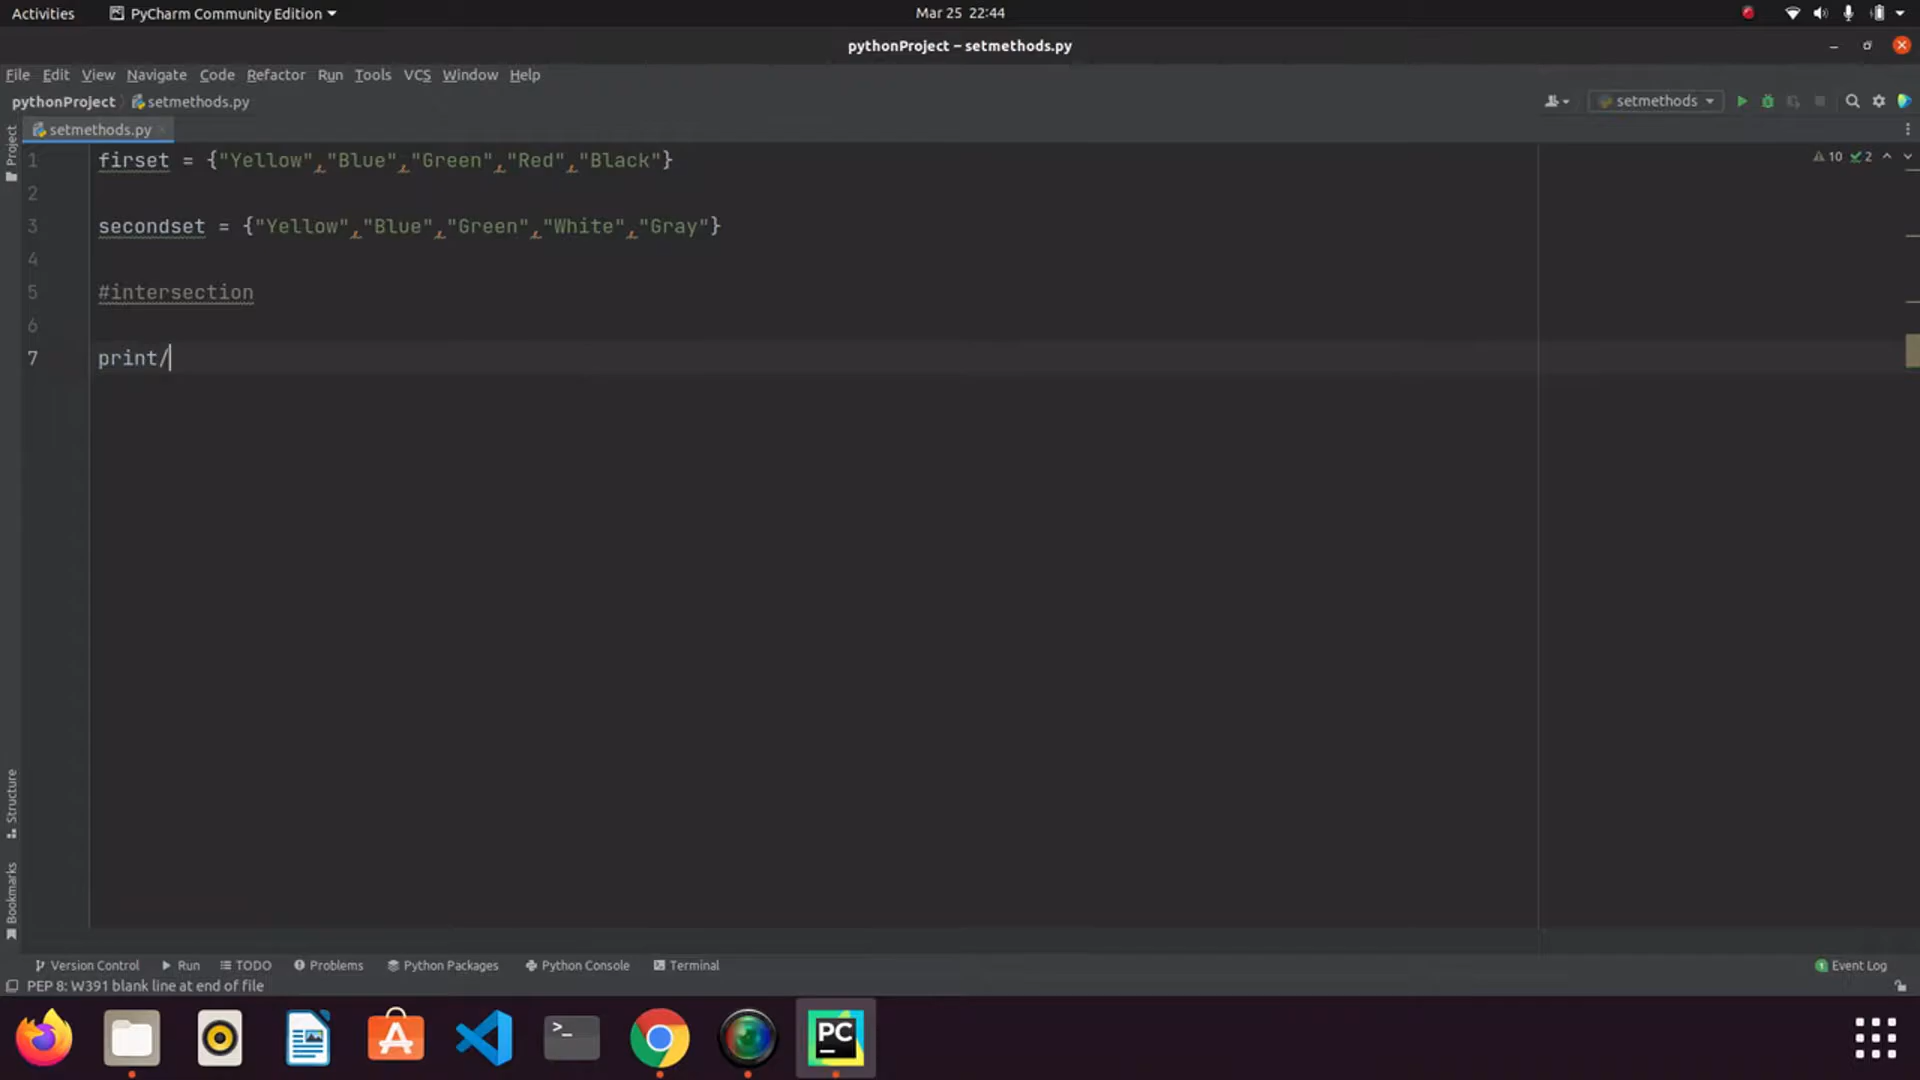 Activities PyCharm Community Edition Mar 25 22:44
pythonProject – setmethods.py
File Edit View Navigate Code Refactor Run Tools VCS Window Help
pythonProject setmethods.py setmethods
setmethods.py
Project
1 firset = {"Yellow","Blue","Green","Red","Black"} 10 2
2
3 secondset = {"Yellow","Blue","Green","White","Gray"}
4
5 #intersection
6
7 print/
Structure
Bookmarks
Version Control Run TODO Problems Python Packages Python Console Terminal 1 Event Log
PEP 8: W391 blank line at end of file
>_ A PC